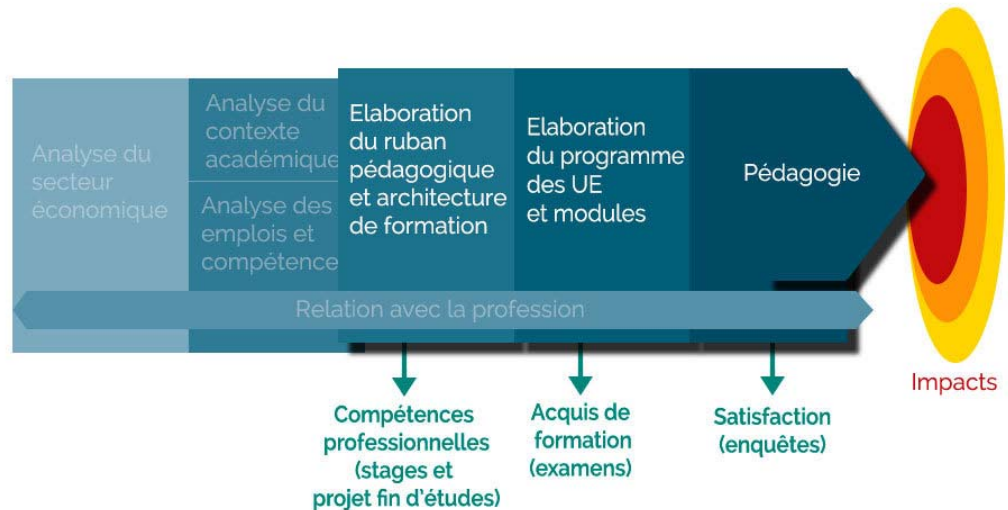 Analyse du
secteur
économique
Analyse du
contexte
académique
Analyse des
emplois et
compétence
Elaboration
du ruban
pédagogique
et architecture
de formation
Elaboration
du programme
des UE
et modules
Pédagogie
Relation avec la profession
Impacts
Compétences
professionnelles
(stages et
projet fin d'études)
Acquis de
formation
(examens)
Satisfaction
(enquêtes)